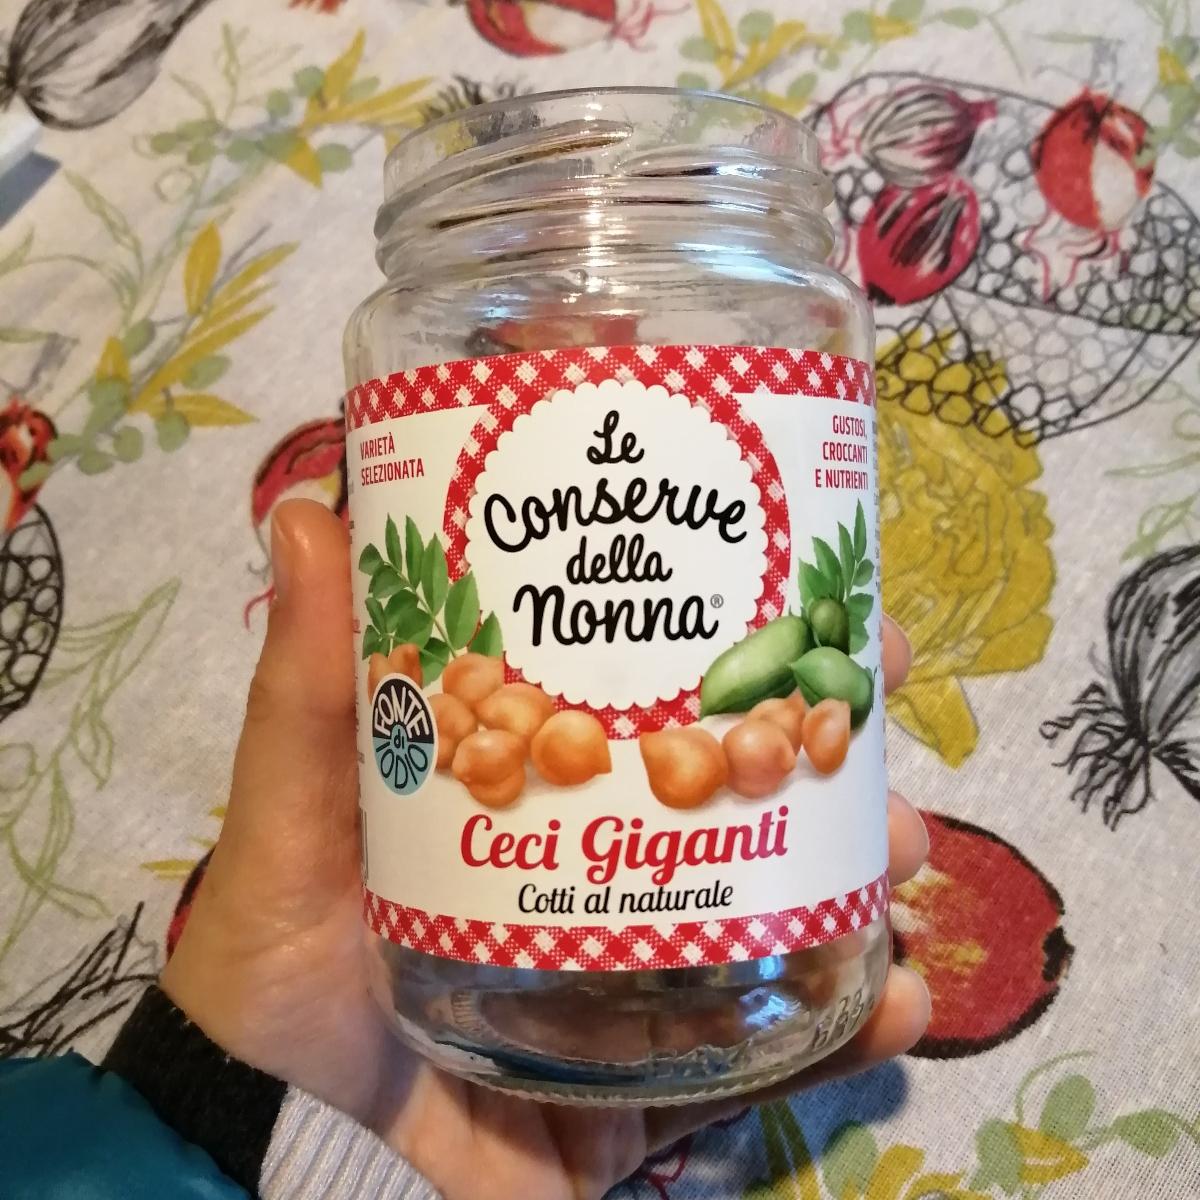 VARIETÀ
SELEZIONATA
Le
Conserve
della
Nonna®
GUSTOSI,
CROCCANTI
E NUTRIENTI
FONTE
di
IODIO
Ceci Giganti
Cotti al naturale